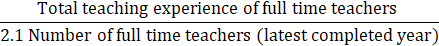 Total teaching experience of full time teachers
2.1 Number of full time teachers (latest completed year)